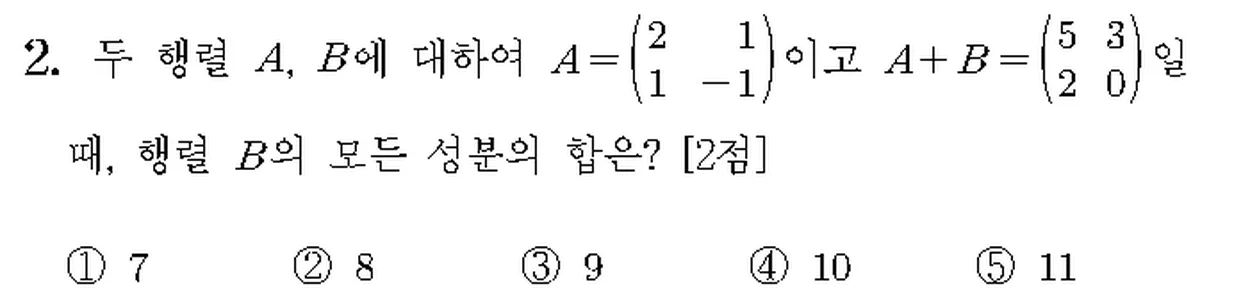 2. 두 행렬 A, B에 대하여 A=(2 1 / 1 -1)이고 A+B=(5 3 / 2 0)일
때, 행렬 B의 모든 성분의 합은? [2점]
① 7 ② 8 ③ 9 ④ 10 ⑤ 11